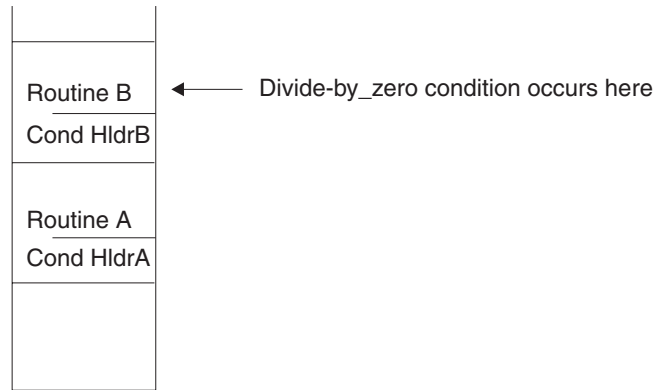 Routine B
Divide-by_zero condition occurs here
Cond HldrB
Routine A
Cond HldrA